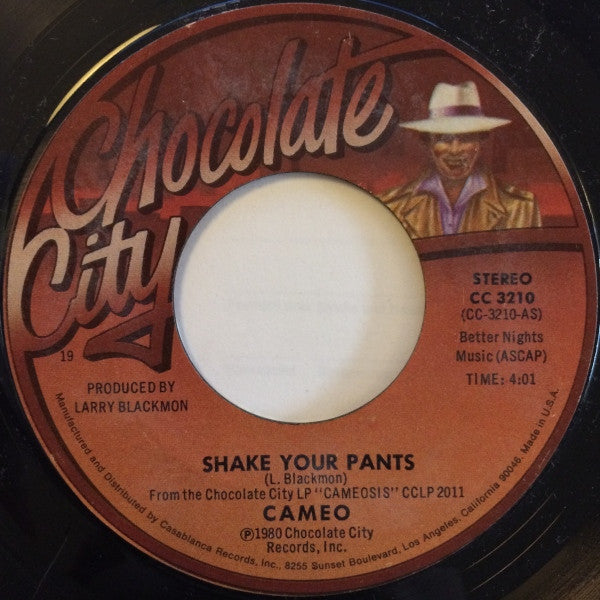 Chocolate
City
STEREO
CC 3210
(CC-3210-AS)
Better Nights
Music (ASCAP)
TIME: 4:01
19
PRODUCED BY
LARRY BLACKMON
SHAKE YOUR PANTS
(L. Blackmon)
From the Chocolate City LP "CAMEOSIS" CCLP 2011
CAMEO
Ⓟ1980 Chocolate City
Records, Inc.
Manufactured and Distributed by Casablanca Records, Inc., 8255 Sunset Boulevard, Los Angeles, California 90046. Made in U.S.A.